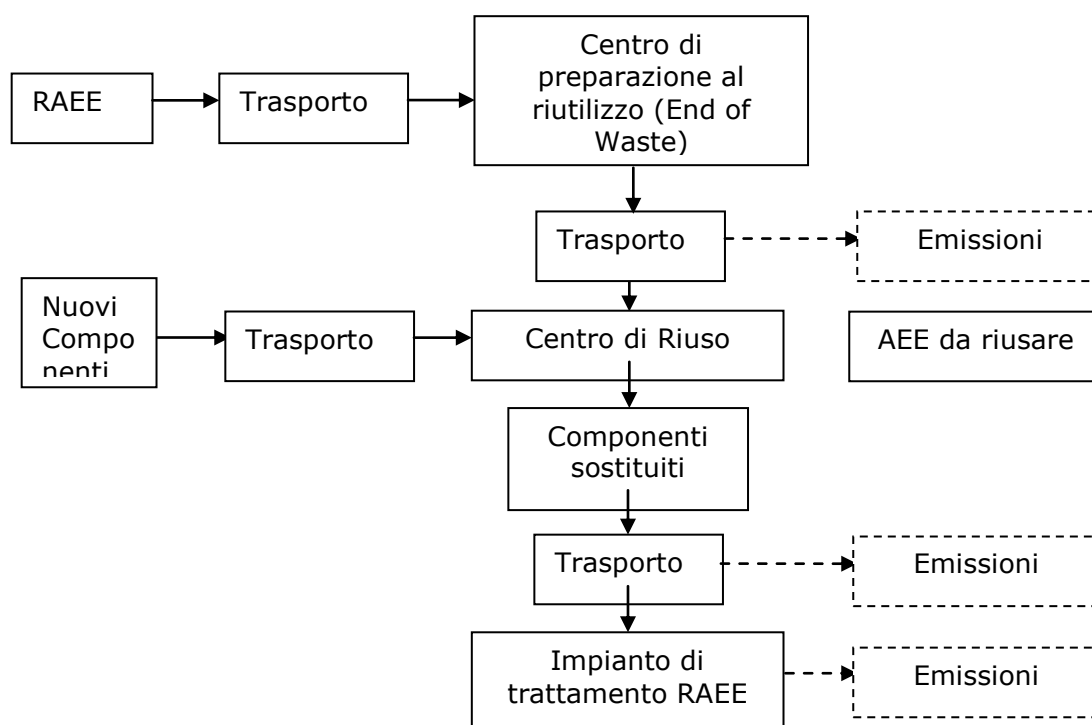 RAEE
Trasporto
Centro di
preparazione al
riutilizzo (End of
Waste)
Trasporto
Emissioni
Nuovi
Compo
nenti
Trasporto
Centro di Riuso
AEE da riusare
Componenti
sostituiti
Trasporto
Emissioni
Impianto di
trattamento RAEE
Emissioni